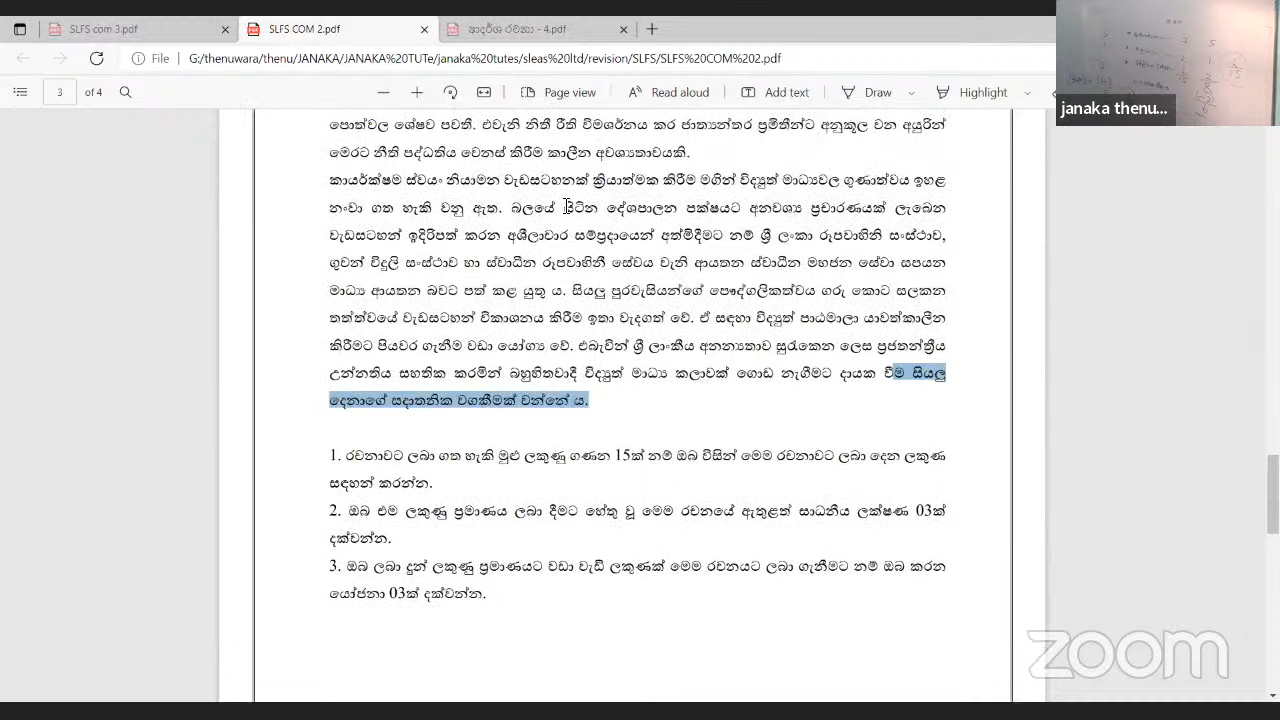 SLFS com 3.pdf
SLFS COM 2.pdf
ආදර්ශ රචනා - 4.pdf
File
G:/thenuwara/thenu/JANAKA/JANAKA%20TUTe/janaka%20tutes/sleas%20ltd/revision/SLFS/SLFS%20COM%202.pdf
3 of 4
Page view
Read aloud
Add text
Draw
Highlight
janaka thenu...
පොත්වල ශේෂව පවතී. එවැනි නීති රීති විමර්ශනය කර ජාත්‍යන්තර ප්‍රමිතීන්ට අනුකූල වන අයුරින්
මෙරට නීති පද්ධතිය වෙනස් කිරීම කාලීන අවශ්‍යතාවයකි.
කාර්යක්ෂම ස්වයං නියාමන වැඩසටහනක් ක්‍රියාත්මක කිරීම මගින් විද්‍යුත් මාධ්‍යවල ගුණාත්වය ඉහළ
නංවා ගත හැකි වනු ඇත. බලයේ සිටින දේශපාලන පක්ෂයට අනවශ්‍ය ප්‍රචාරණයක් ලැබෙන
වැඩසටහන් ඉදිරිපත් කරන අශීලාචාර සම්ප්‍රදායෙන් අත්මිදීමට නම් ශ්‍රී ලංකා රූපවාහිනි සංස්ථාව,
ගුවන් විදුලි සංස්ථාව හා ස්වාධීන රූපවාහිනී සේවය වැනි ආයතන ස්වාධීන මහජන සේවා සපයන
මාධ්‍ය ආයතන බවට පත් කළ යුතු ය. සියලු පුරවැසියන්ගේ පෞද්ගලිකත්වය ගරු කොට සලකන
තත්ත්වයේ වැඩසටහන් විකාශනය කිරීම ඉතා වැදගත් වේ. ඒ සඳහා විද්‍යුත් පාඨමාලා යාවත්කාලීන
කිරීමට පියවර ගැනීම වඩා යෝග්‍ය වේ. එබැවින් ශ්‍රී ලාංකීය අනන්‍යතාව සුරැකෙන ලෙස ප්‍රජාතන්ත්‍රීය
උන්නතිය සහතික කරමින් බහුහිතවාදී විද්‍යුත් මාධ්‍ය කලාවක් ගොඩ නැගීමට දායක වීම සියලු
දෙනාගේ සදාතනික වගකීමක් වන්නේ ය.
1. රචනාවට ලබා ගත හැකි මුළු ලකුණු ගණන 15ක් නම් ඔබ විසින් මෙම රචනාවට ලබා දෙන ලකුණ
සඳහන් කරන්න.
2. ඔබ එම ලකුණු ප්‍රමාණය ලබා දීමට හේතු වූ මෙම රචනයේ ඇතුළත් සාධනීය ලක්ෂණ 03ක්
දක්වන්න.
3. ඔබ ලබා දුන් ලකුණු ප්‍රමාණයට වඩා වැඩි ලකුණක් මෙම රචනයට ලබා ගැනීමට නම් ඔබ කරන
යෝජනා 03ක් දක්වන්න.
zoom